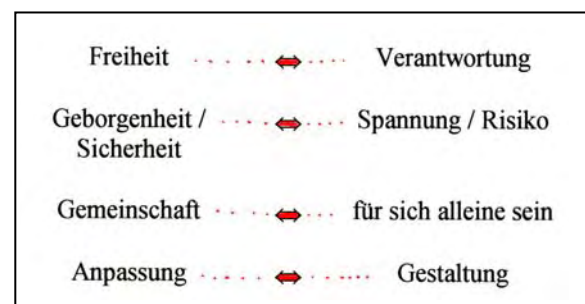 Freiheit ⇔ Verantwortung
Geborgenheit / ⇔ Spannung / Risiko
Sicherheit
Gemeinschaft ⇔ für sich alleine sein
Anpassung ⇔ Gestaltung